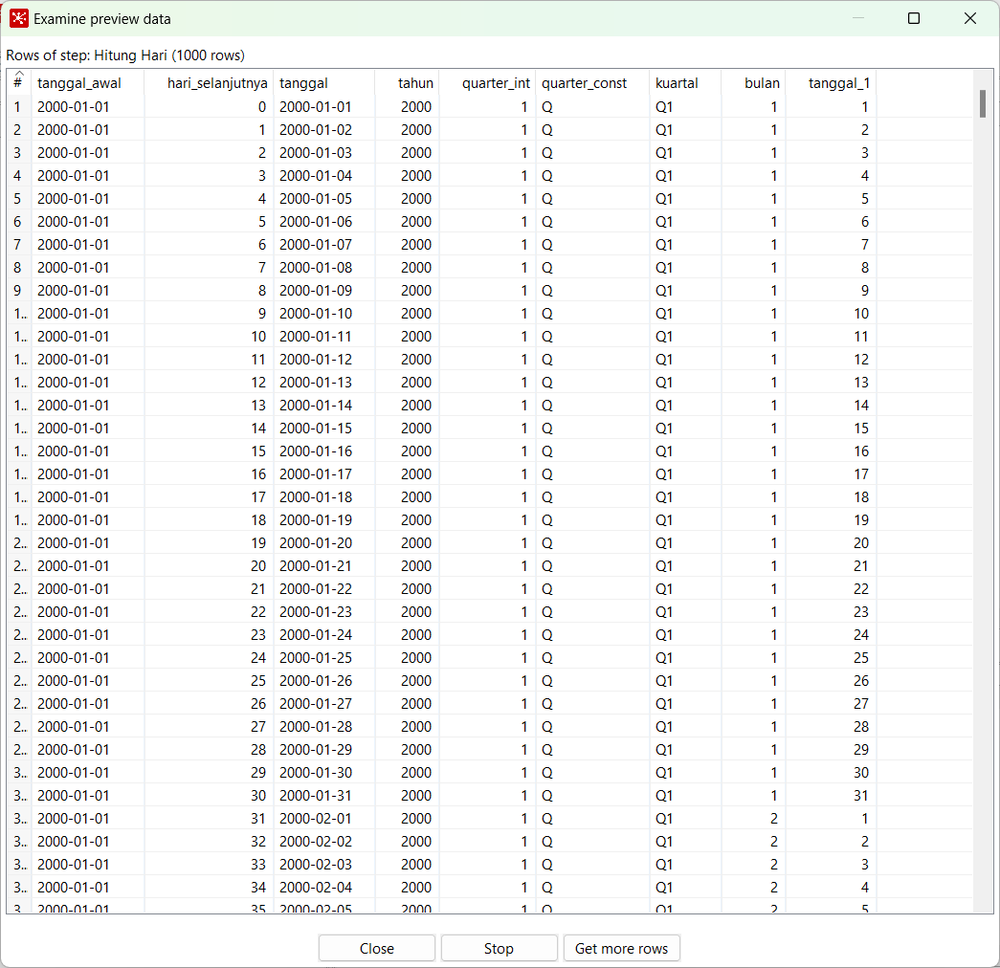 Examine preview data
Rows of step: Hitung Hari (1000 rows)
# tanggal_awal hari_selanjutnya tanggal tahun quarter_int quarter_const kuartal bulan tanggal_1
1 2000-01-01 0 2000-01-01 2000 1 Q Q1 1 1
2 2000-01-01 1 2000-01-02 2000 1 Q Q1 1 2
3 2000-01-01 2 2000-01-03 2000 1 Q Q1 1 3
4 2000-01-01 3 2000-01-04 2000 1 Q Q1 1 4
5 2000-01-01 4 2000-01-05 2000 1 Q Q1 1 5
6 2000-01-01 5 2000-01-06 2000 1 Q Q1 1 6
7 2000-01-01 6 2000-01-07 2000 1 Q Q1 1 7
8 2000-01-01 7 2000-01-08 2000 1 Q Q1 1 8
9 2000-01-01 8 2000-01-09 2000 1 Q Q1 1 9
1.. 2000-01-01 9 2000-01-10 2000 1 Q Q1 1 10
1.. 2000-01-01 10 2000-01-11 2000 1 Q Q1 1 11
1.. 2000-01-01 11 2000-01-12 2000 1 Q Q1 1 12
1.. 2000-01-01 12 2000-01-13 2000 1 Q Q1 1 13
1.. 2000-01-01 13 2000-01-14 2000 1 Q Q1 1 14
1.. 2000-01-01 14 2000-01-15 2000 1 Q Q1 1 15
1.. 2000-01-01 15 2000-01-16 2000 1 Q Q1 1 16
1.. 2000-01-01 16 2000-01-17 2000 1 Q Q1 1 17
1.. 2000-01-01 17 2000-01-18 2000 1 Q Q1 1 18
1.. 2000-01-01 18 2000-01-19 2000 1 Q Q1 1 19
2.. 2000-01-01 19 2000-01-20 2000 1 Q Q1 1 20
2.. 2000-01-01 20 2000-01-21 2000 1 Q Q1 1 21
2.. 2000-01-01 21 2000-01-22 2000 1 Q Q1 1 22
2.. 2000-01-01 22 2000-01-23 2000 1 Q Q1 1 23
2.. 2000-01-01 23 2000-01-24 2000 1 Q Q1 1 24
2.. 2000-01-01 24 2000-01-25 2000 1 Q Q1 1 25
2.. 2000-01-01 25 2000-01-26 2000 1 Q Q1 1 26
2.. 2000-01-01 26 2000-01-27 2000 1 Q Q1 1 27
2.. 2000-01-01 27 2000-01-28 2000 1 Q Q1 1 28
2.. 2000-01-01 28 2000-01-29 2000 1 Q Q1 1 29
3.. 2000-01-01 29 2000-01-30 2000 1 Q Q1 1 30
3.. 2000-01-01 30 2000-01-31 2000 1 Q Q1 1 31
3.. 2000-01-01 31 2000-02-01 2000 1 Q Q1 2 1
3.. 2000-01-01 32 2000-02-02 2000 1 Q Q1 2 2
3.. 2000-01-01 33 2000-02-03 2000 1 Q Q1 2 3
3.. 2000-01-01 34 2000-02-04 2000 1 Q Q1 2 4
3.. 2000-01-01 35 2000-02-05 2000 1 Q Q1 2 5
Close Stop Get more rows